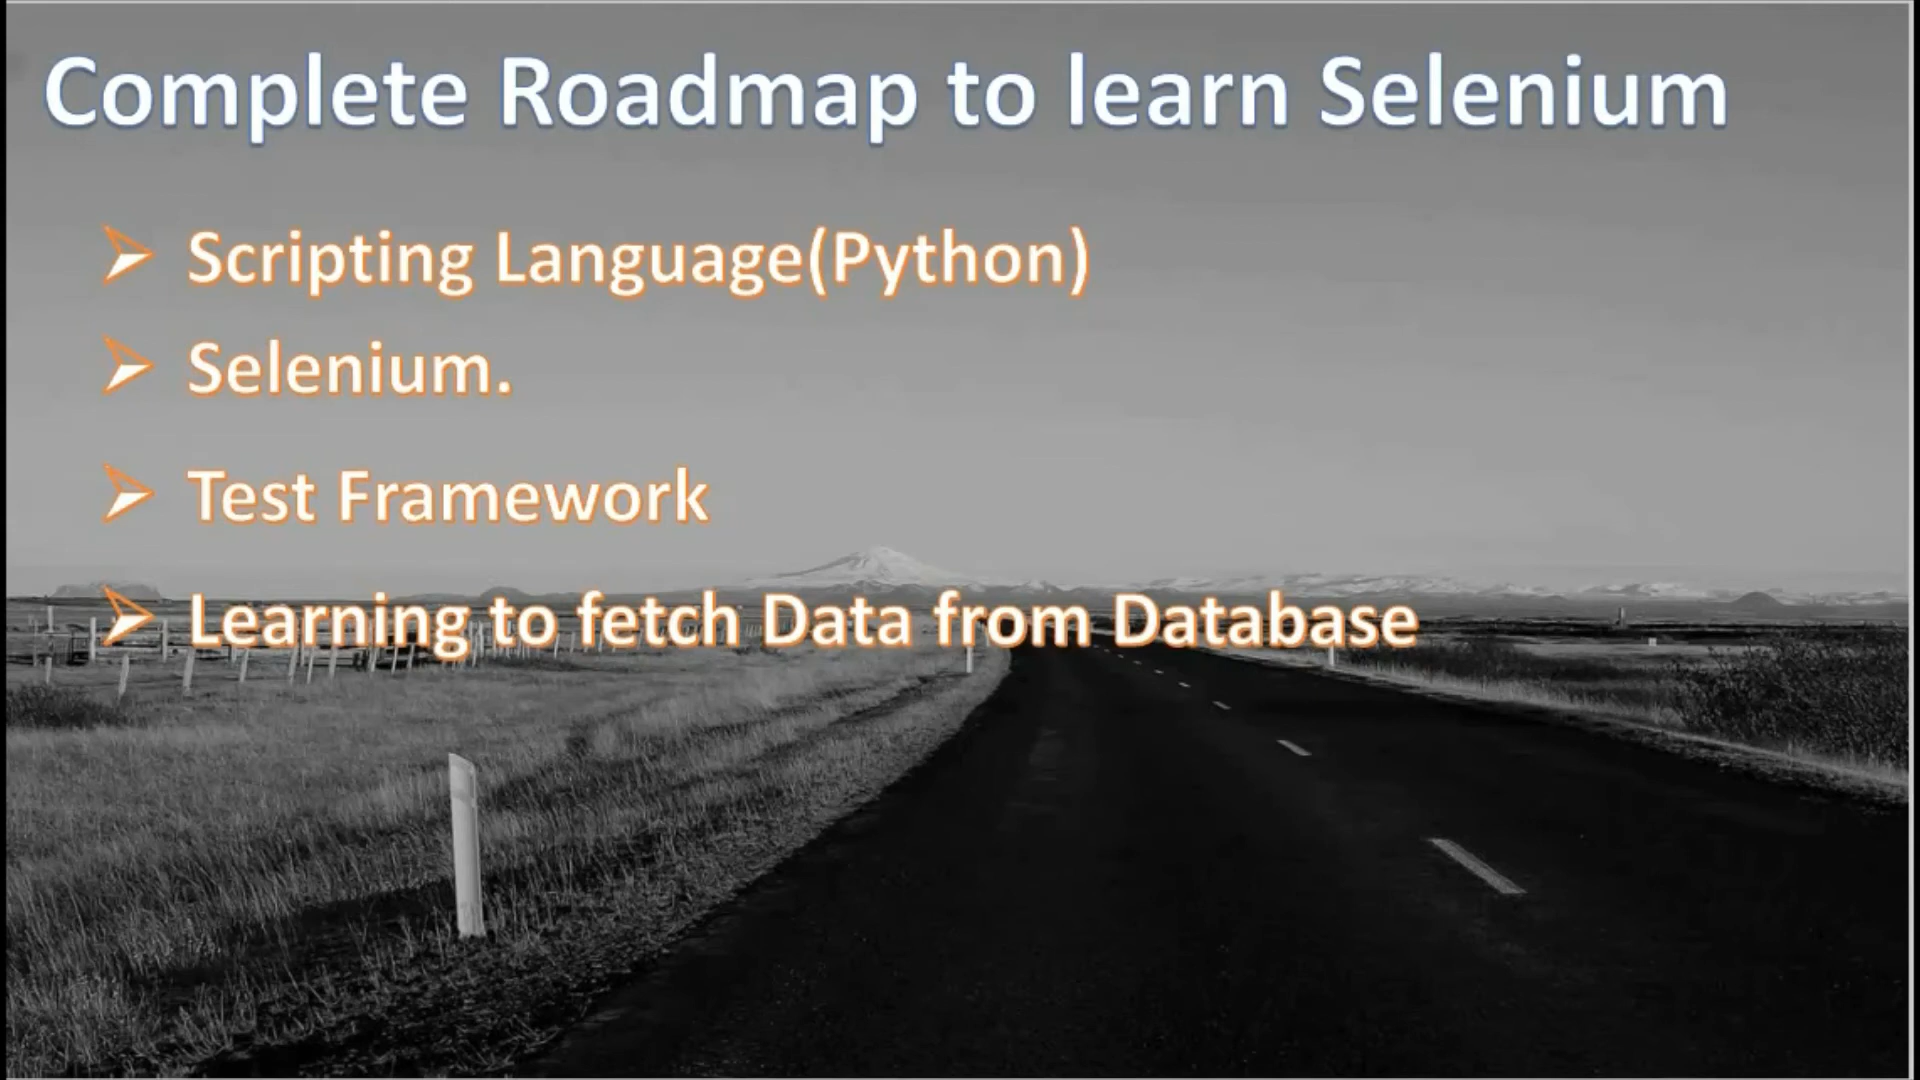 Complete Roadmap to learn Selenium
Scripting Language(Python)
Selenium.
Test Framework
Learning to fetch Data from Database